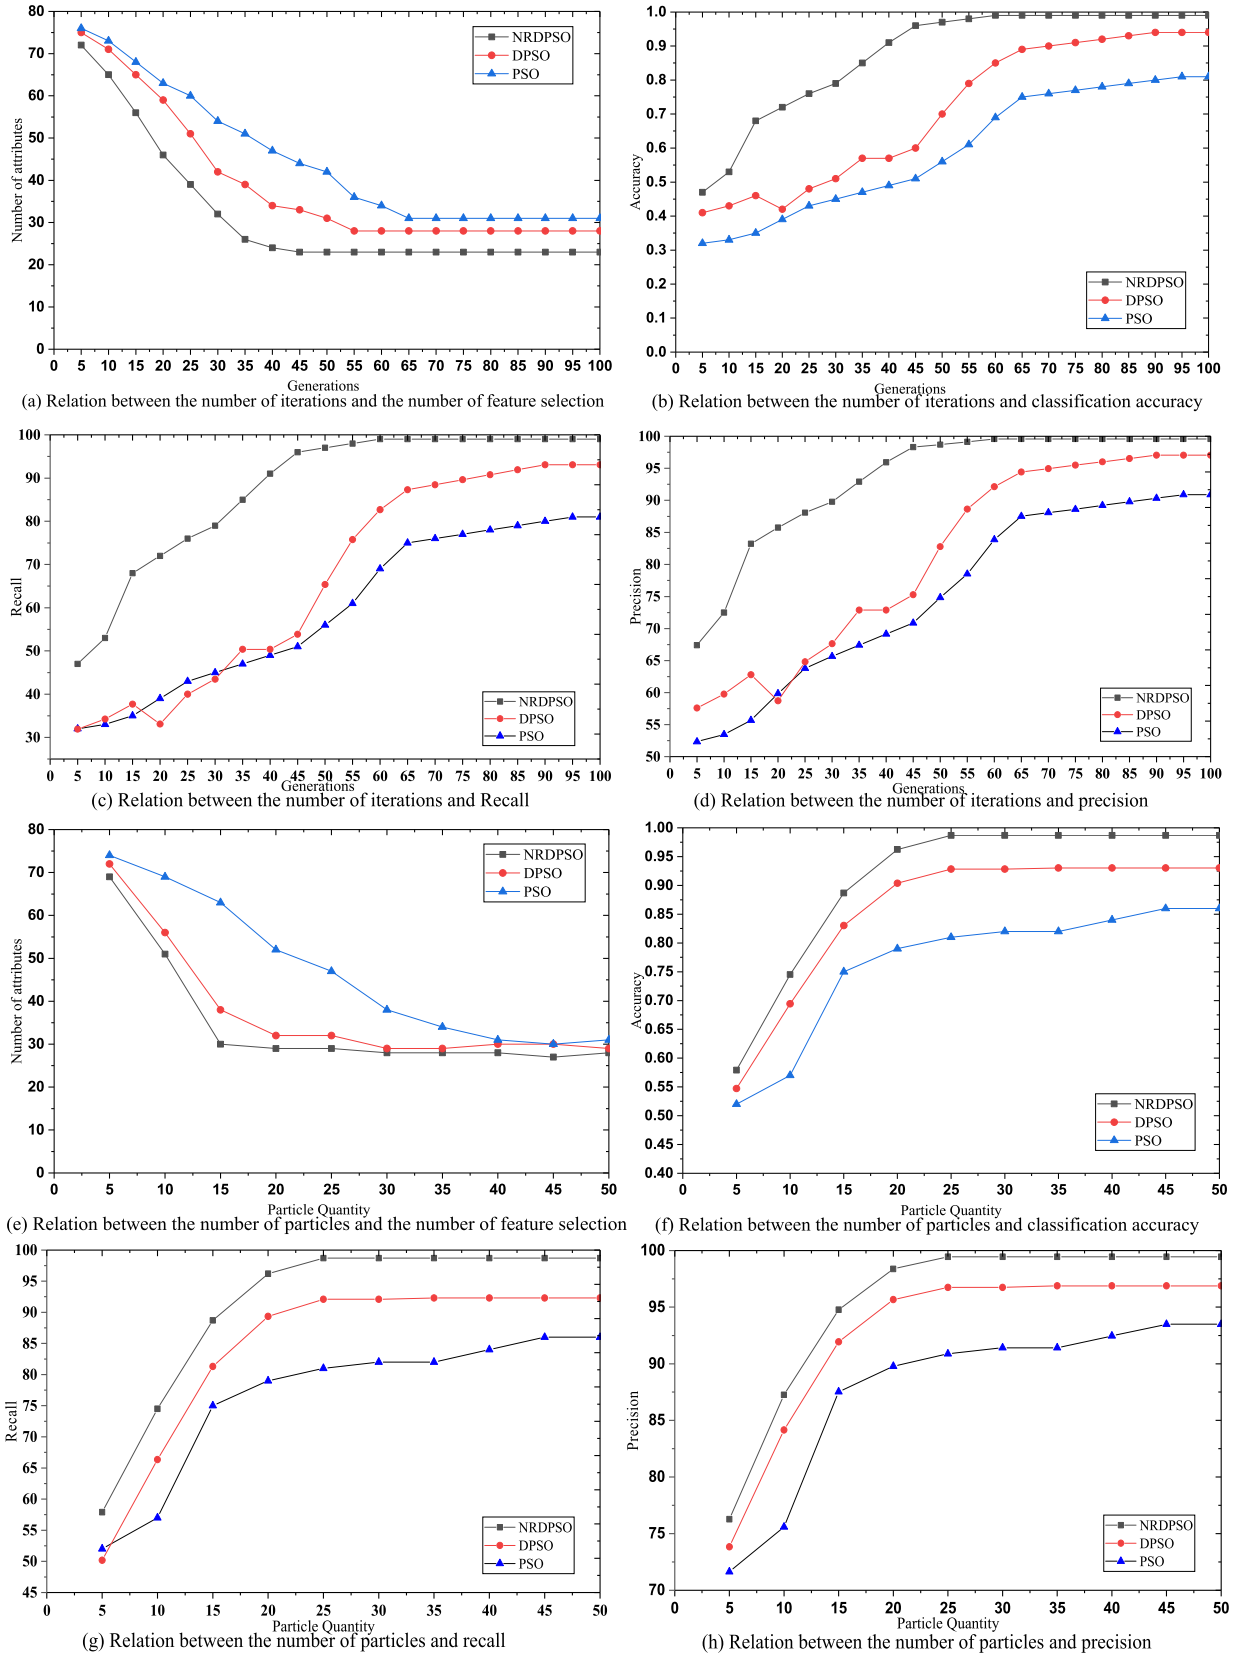 80
70
60
50
40
30
20
10
0
Number of attributes
NRDPSO
DPSO
PSO
0 5 10 15 20 25 30 35 40 45 50 55 60 65 70 75 80 85 90 95 100
Generations
(a) Relation between the number of iterations and the number of feature selection
1.0
0.9
0.8
0.7
0.6
0.5
0.4
0.3
0.2
0.1
0.0
Accuracy
NRDPSO
DPSO
PSO
0 5 10 15 20 25 30 35 40 45 50 55 60 65 70 75 80 85 90 95 100
Generations
(b) Relation between the number of iterations and classification accuracy
100
90
80
70
60
50
40
30
Recall
NRDPSO
DPSO
PSO
0 5 10 15 20 25 30 35 40 45 50 55 60 65 70 75 80 85 90 95 100
Generations
(c) Relation between the number of iterations and Recall
100
95
90
85
80
75
70
65
60
55
50
Precision
NRDPSO
DPSO
PSO
0 5 10 15 20 25 30 35 40 45 50 55 60 65 70 75 80 85 90 95 100
Generations
(d) Relation between the number of iterations and precision
80
70
60
50
40
30
20
10
0
Number of attributes
NRDPSO
DPSO
PSO
0 5 10 15 20 25 30 35 40 45 50
Particle Quantity
(e) Relation between the number of particles and the number of feature selection
1.00
0.95
0.90
0.85
0.80
0.75
0.70
0.65
0.60
0.55
0.50
0.45
0.40
Accuracy
NRDPSO
DPSO
PSO
0 5 10 15 20 25 30 35 40 45 50
Particle Quantity
(f) Relation between the number of particles and classification accuracy
100
95
90
85
80
75
70
65
60
55
50
45
Recall
NRDPSO
DPSO
PSO
0 5 10 15 20 25 30 35 40 45 50
Particle Quantity
(g) Relation between the number of particles and recall
100
95
90
85
80
75
70
Precision
NRDPSO
DPSO
PSO
0 5 10 15 20 25 30 35 40 45 50
Particle Quantity
(h) Relation between the number of particles and precision